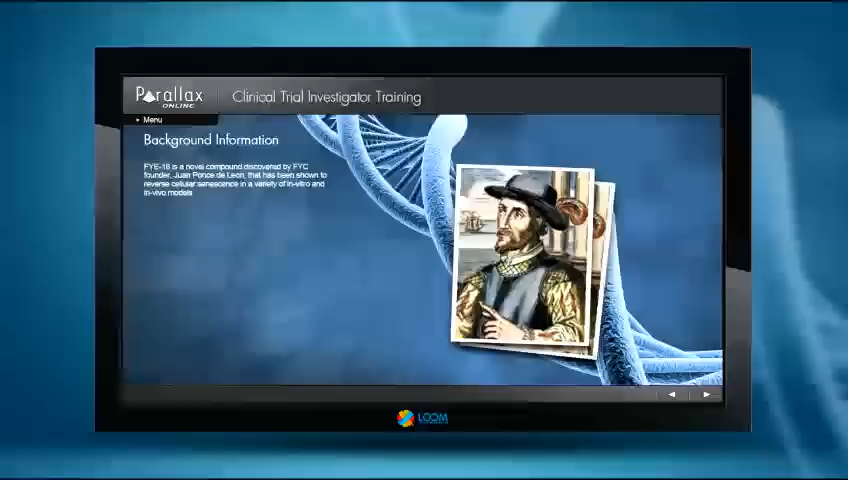 Parallax
ONLINE
Clinical Trial Investigator Training
Menu
Background Information
FYE-18 is a novel compound discovered by FYC
founder, Juan Ponce de Leon, that has been shown to
reverse cellular senescence in a variety of in-vitro and
in-vivo models
LOOM